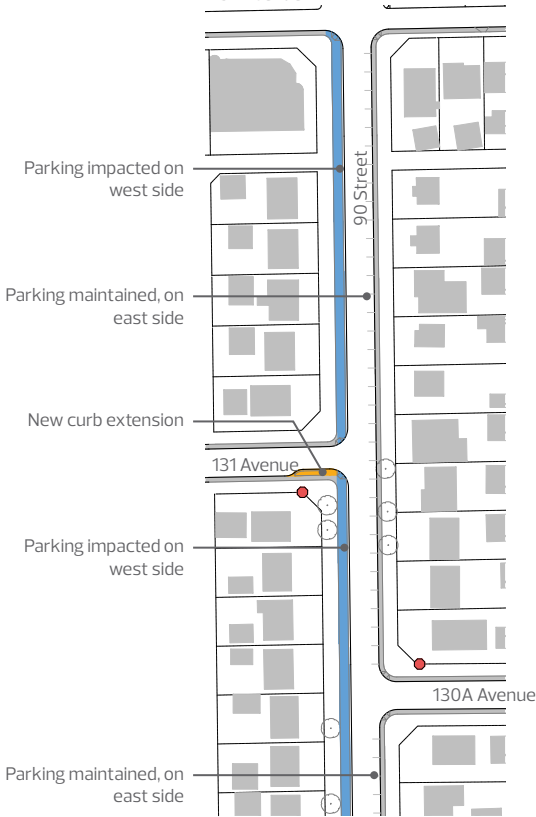 Parking impacted on
west side
90 Street
Parking maintained, on
east side
New curb extension
131 Avenue
Parking impacted on
west side
130A Avenue
Parking maintained, on
east side